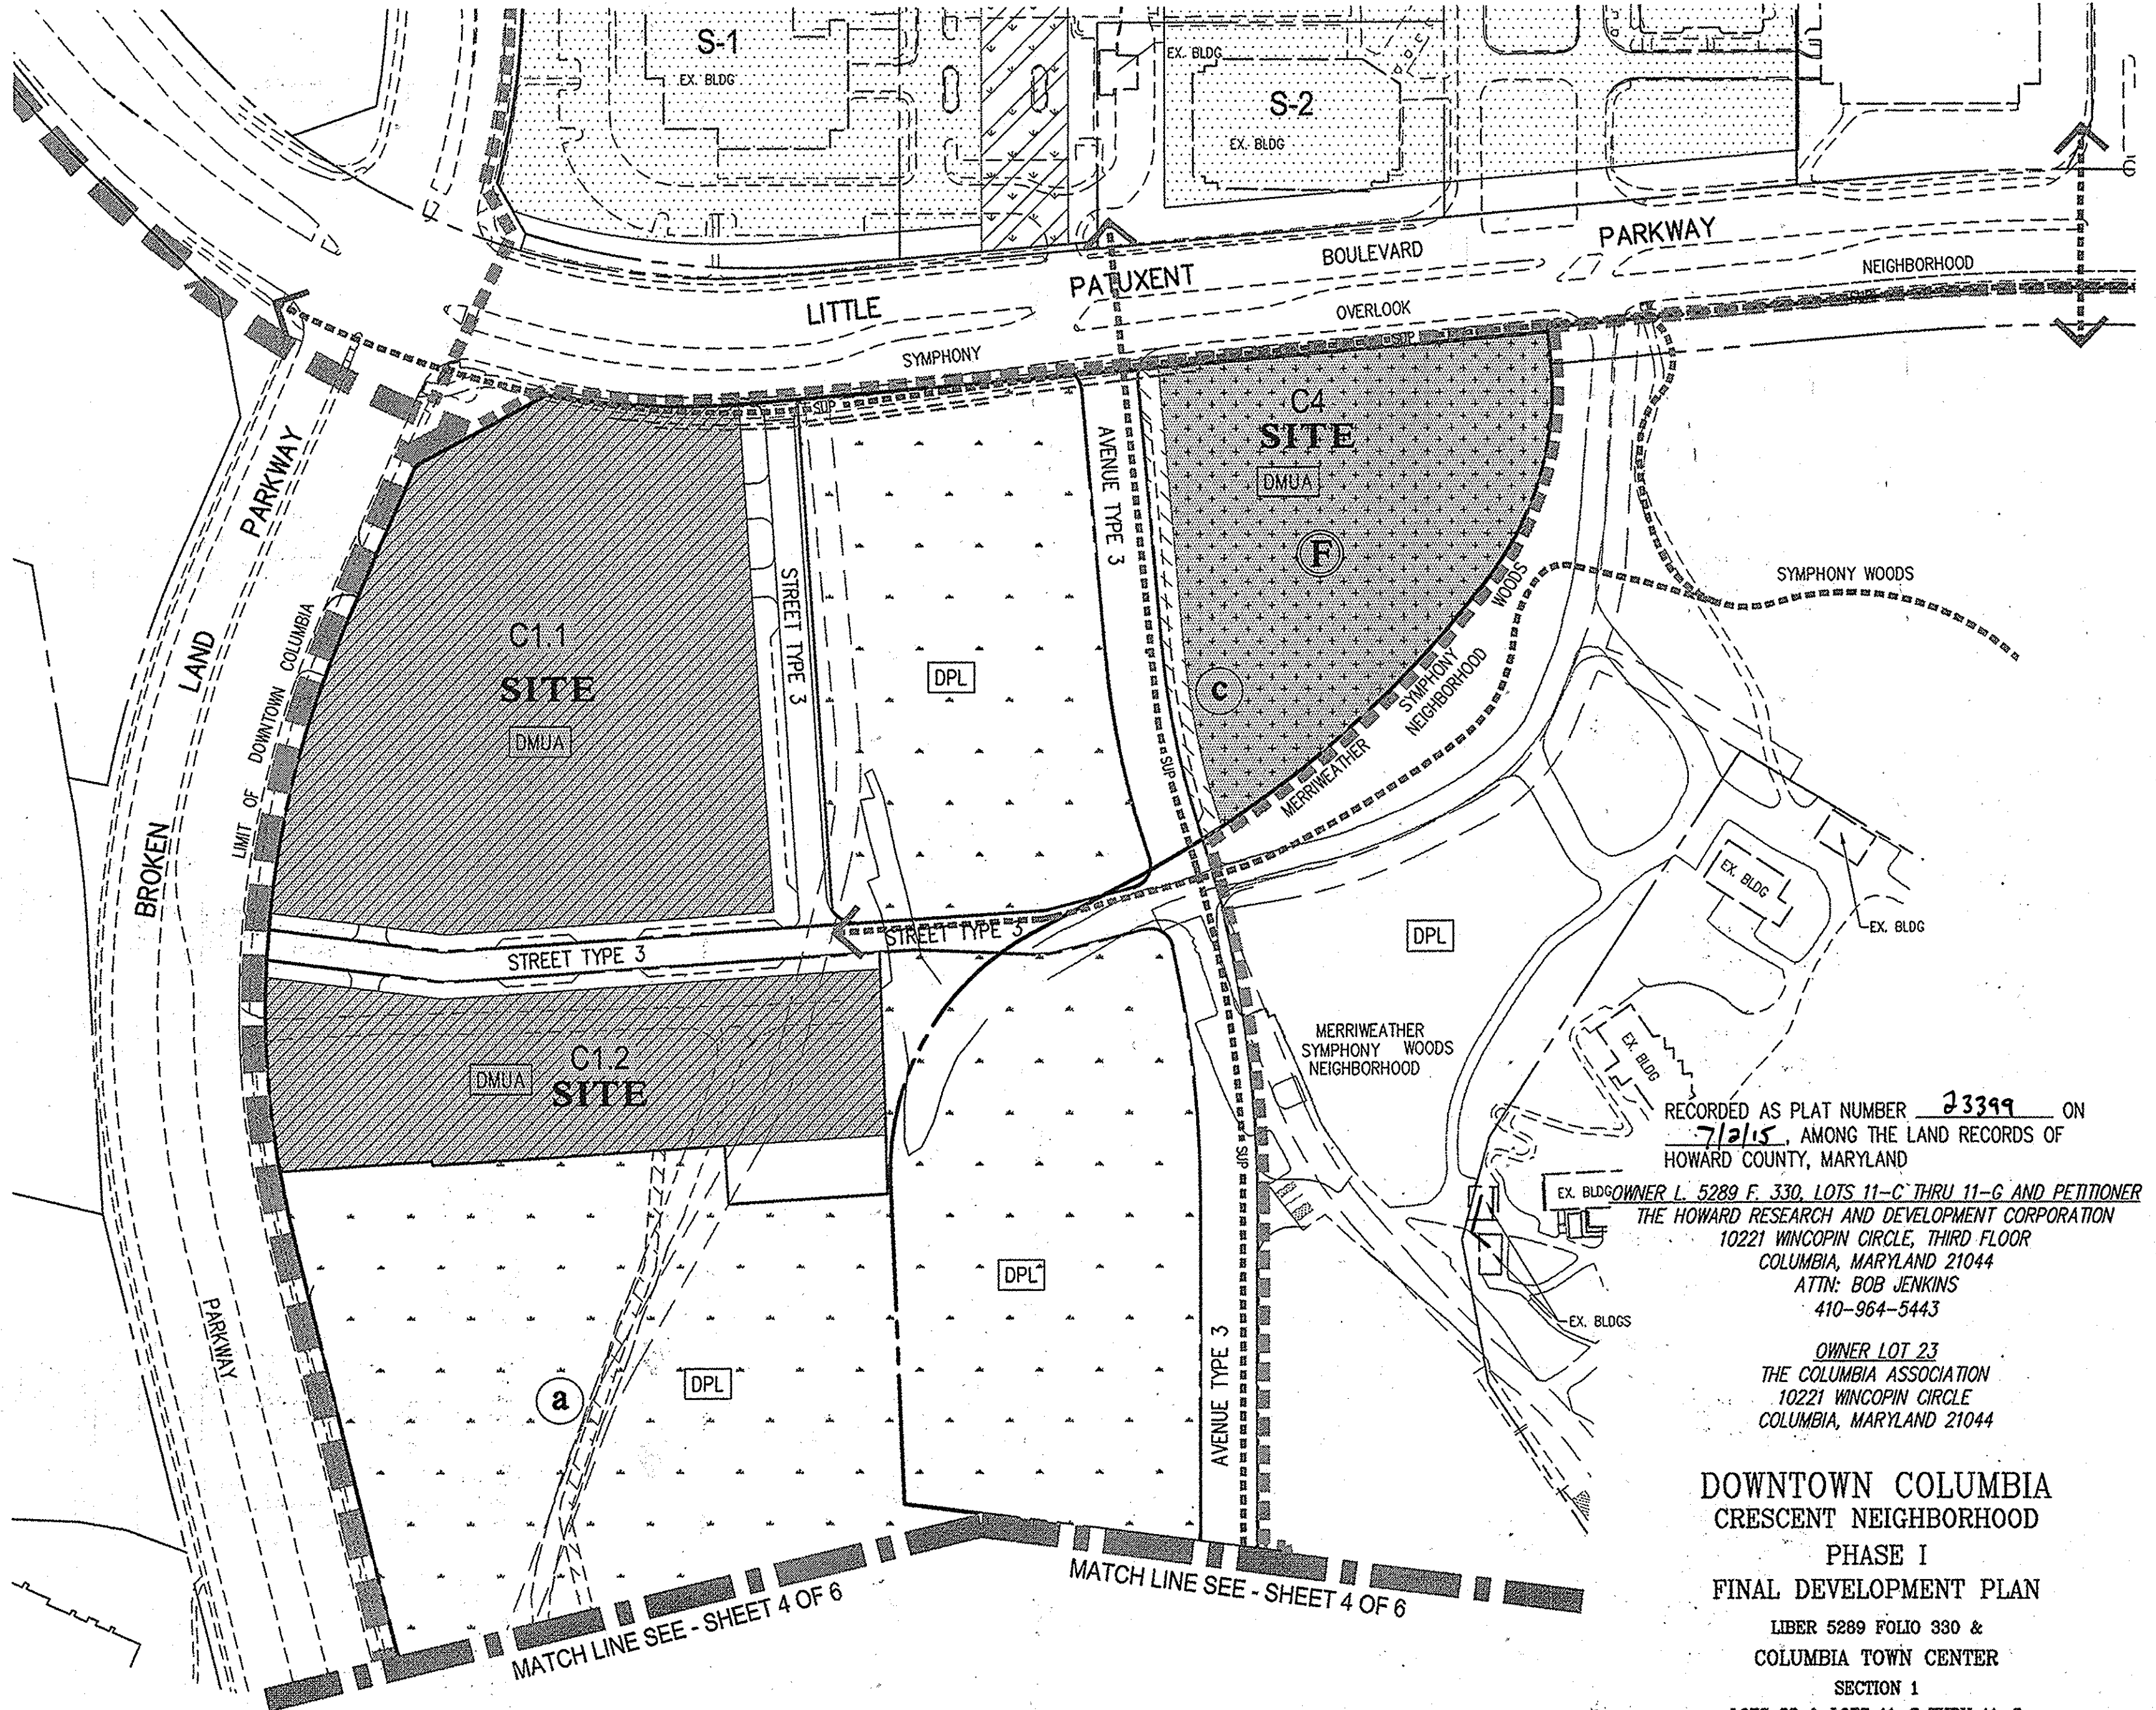 S-1
EX. BLDG
EX. BLDG
S-2
EX. BLDG
LITTLE PATUXENT PARKWAY
BOULEVARD
NEIGHBORHOOD
OVERLOOK
SYMPHONY
SUP
SUP
C4
SITE
DMUA
F
c
AVENUE TYPE 3
SUP
STREET TYPE 3
DPL
C1.1
SITE
DMUA
BROKEN LAND PARKWAY
LIMIT OF DOWNTOWN COLUMBIA
MERRIWEATHER
SYMPHONY WOODS
NEIGHBORHOOD
SYMPHONY WOODS
STREET TYPE 3
STREET TYPE 3
C1.2
DMUA
SITE
DPL
EX. BLDG
EX. BLDG
EX. BLDG
MERRIWEATHER
SYMPHONY WOODS
NEIGHBORHOOD
SUP
EX. BLDG
EX. BLDGS
DPL
DPL
a
AVENUE TYPE 3
PARKWAY
MATCH LINE SEE - SHEET 4 OF 6
MATCH LINE SEE - SHEET 4 OF 6
RECORDED AS PLAT NUMBER 23399 ON
7/2/15, AMONG THE LAND RECORDS OF
HOWARD COUNTY, MARYLAND
OWNER L. 5289 F. 330, LOTS 11-C THRU 11-G AND PETITIONER
THE HOWARD RESEARCH AND DEVELOPMENT CORPORATION
10221 WINCOPIN CIRCLE, THIRD FLOOR
COLUMBIA, MARYLAND 21044
ATTN: BOB JENKINS
410-964-5443
OWNER LOT 23
THE COLUMBIA ASSOCIATION
10221 WINCOPIN CIRCLE
COLUMBIA, MARYLAND 21044
DOWNTOWN COLUMBIA
CRESCENT NEIGHBORHOOD
PHASE I
FINAL DEVELOPMENT PLAN
LIBER 5289 FOLIO 330 &
COLUMBIA TOWN CENTER
SECTION 1